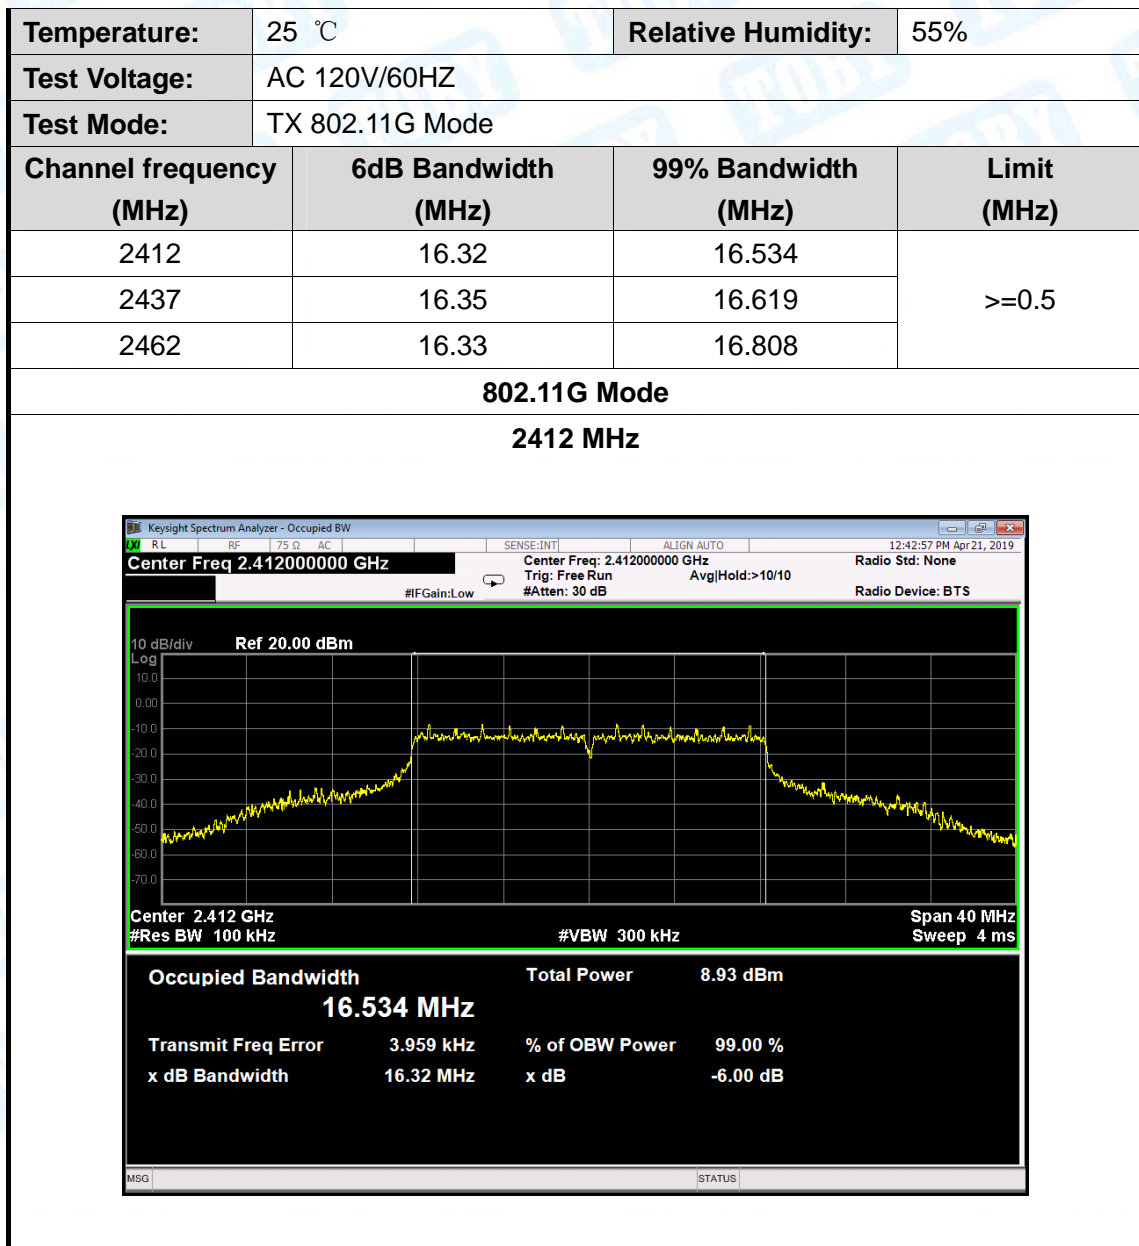 Temperature: 25 ℃ Relative Humidity: 55%
Test Voltage: AC 120V/60HZ
Test Mode: TX 802.11G Mode
Channel frequency (MHz) 6dB Bandwidth (MHz) 99% Bandwidth (MHz) Limit (MHz)
2412 16.32 16.534
2437 16.35 16.619 >=0.5
2462 16.33 16.808
802.11G Mode
2412 MHz
Keysight Spectrum Analyzer - Occupied BW
LXI RL RF 75 Ω AC SENSE:INT ALIGN AUTO 12:42:57 PM Apr 21, 2019
Center Freq 2.412000000 GHz Center Freq: 2.412000000 GHz Radio Std: None
Trig: Free Run Avg|Hold:>10/10
#IFGain:Low #Atten: 30 dB Radio Device: BTS
10 dB/div Ref 20.00 dBm
Log
10.0
0.00
-10.0
-20.0
-30.0
-40.0
-50.0
-60.0
-70.0
Center 2.412 GHz Span 40 MHz
#Res BW 100 kHz #VBW 300 kHz Sweep 4 ms
Occupied Bandwidth Total Power 8.93 dBm
16.534 MHz
Transmit Freq Error 3.959 kHz % of OBW Power 99.00 %
x dB Bandwidth 16.32 MHz x dB -6.00 dB
MSG STATUS
TOBY